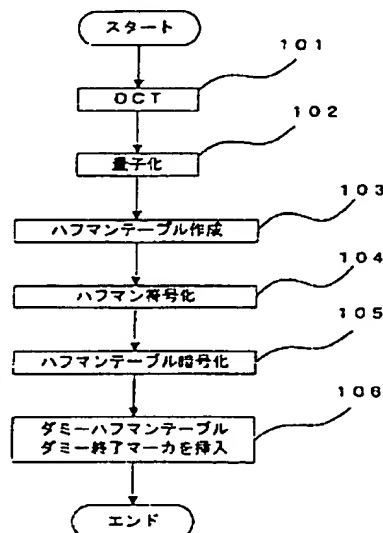 スタート
101
DCT
102
量子化
103
ハフマンテーブル作成
104
ハフマン符号化
105
ハフマンテーブル暗号化
106
ダミーハフマンテーブル
ダミー終了マーカを挿入
エンド